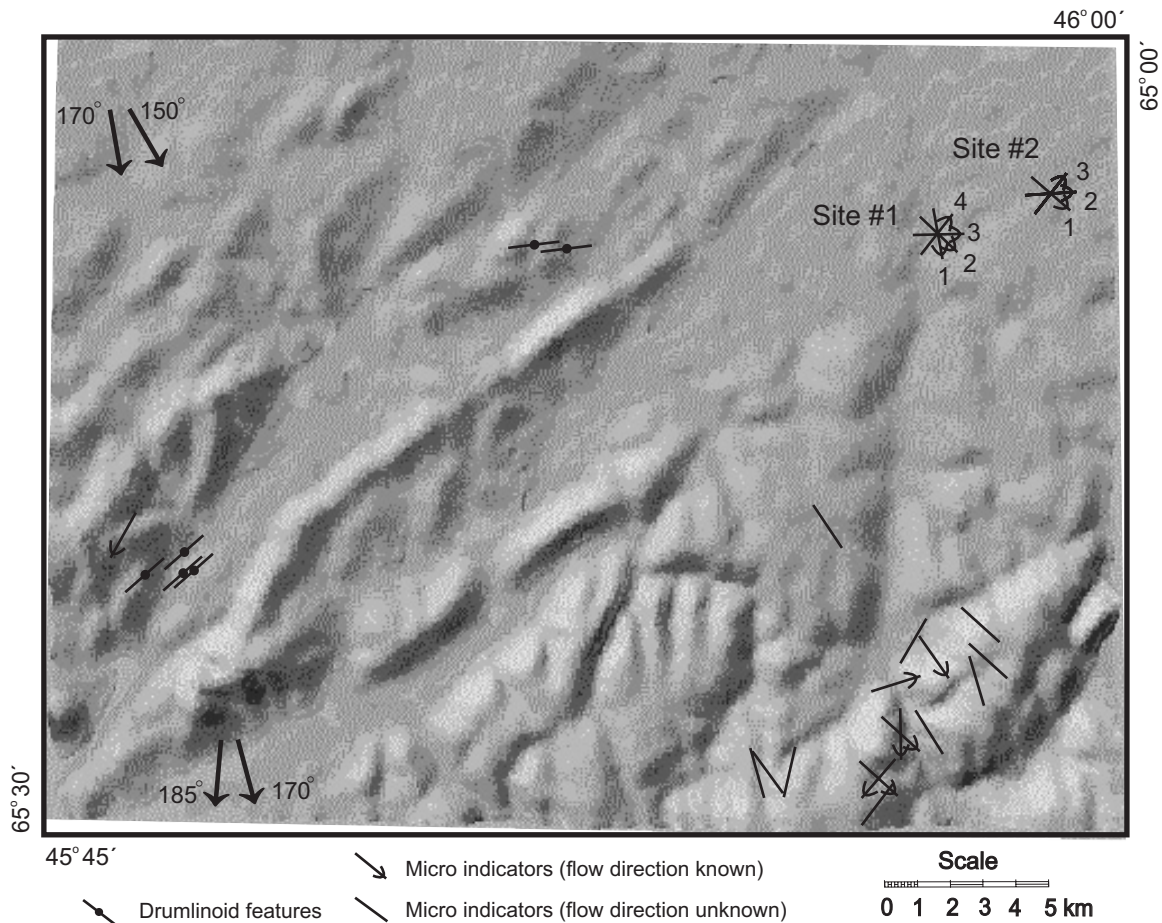 46°00´
65°00´
170°
150°
Site #2
3
2
1
Site #1
4
3
2
1
185°
170°
65°30´
45°45´
Micro indicators (flow direction known)
Drumlinoid features
Micro indicators (flow direction unknown)
Scale
0 1 2 3 4 5 km